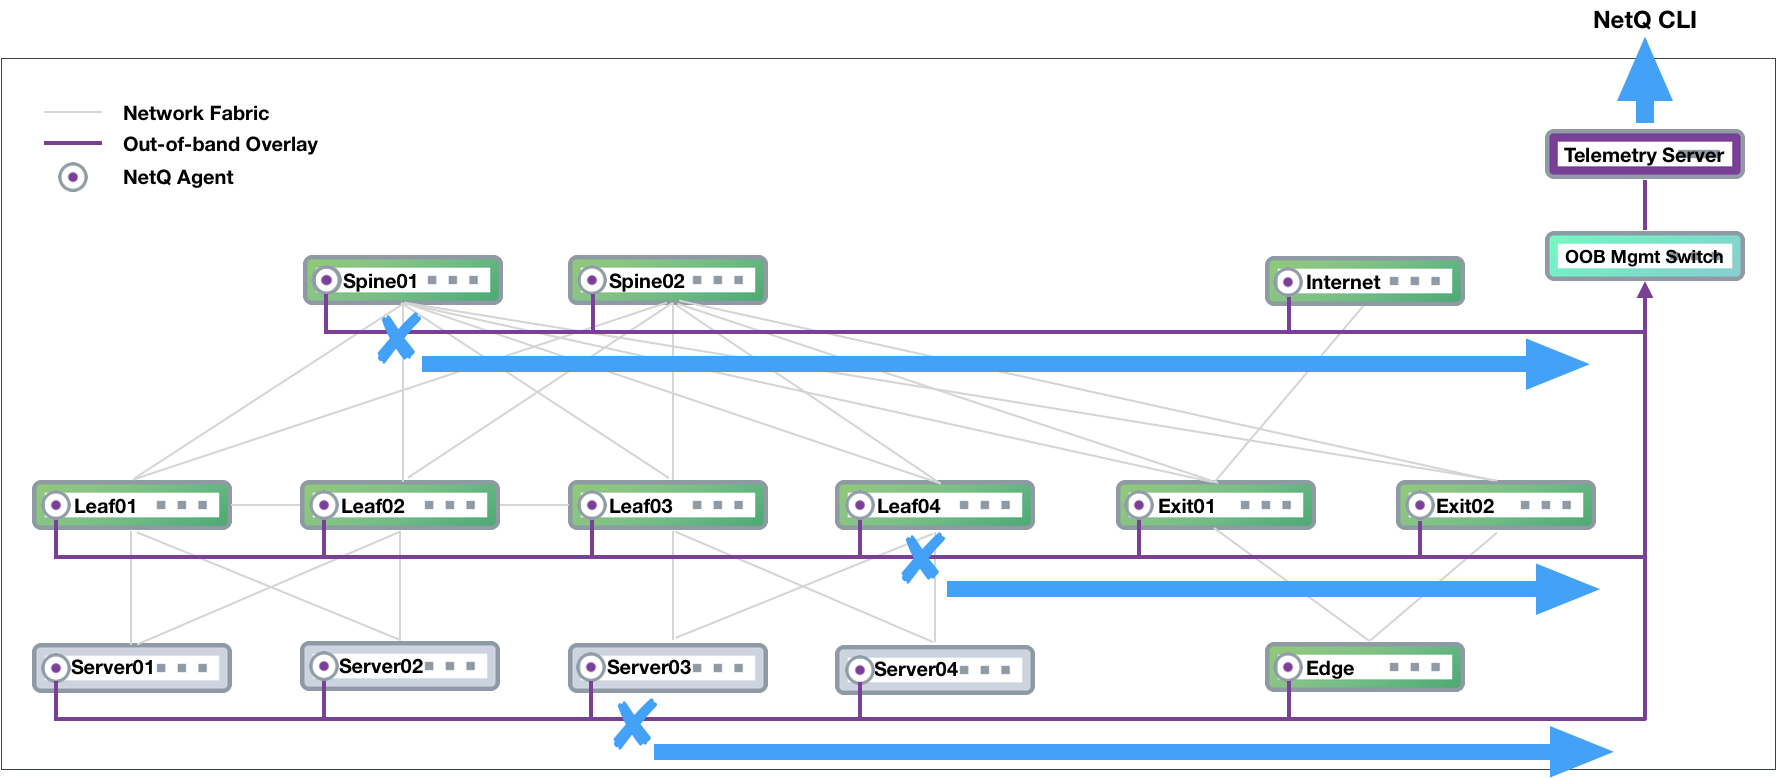 NetQ CLI
Network Fabric
Out-of-band Overlay
NetQ Agent
Telemetry Server
OOB Mgmt Switch
Spine01
Spine02
Internet
Leaf01
Leaf02
Leaf03
Leaf04
Exit01
Exit02
Server01
Server02
Server03
Server04
Edge